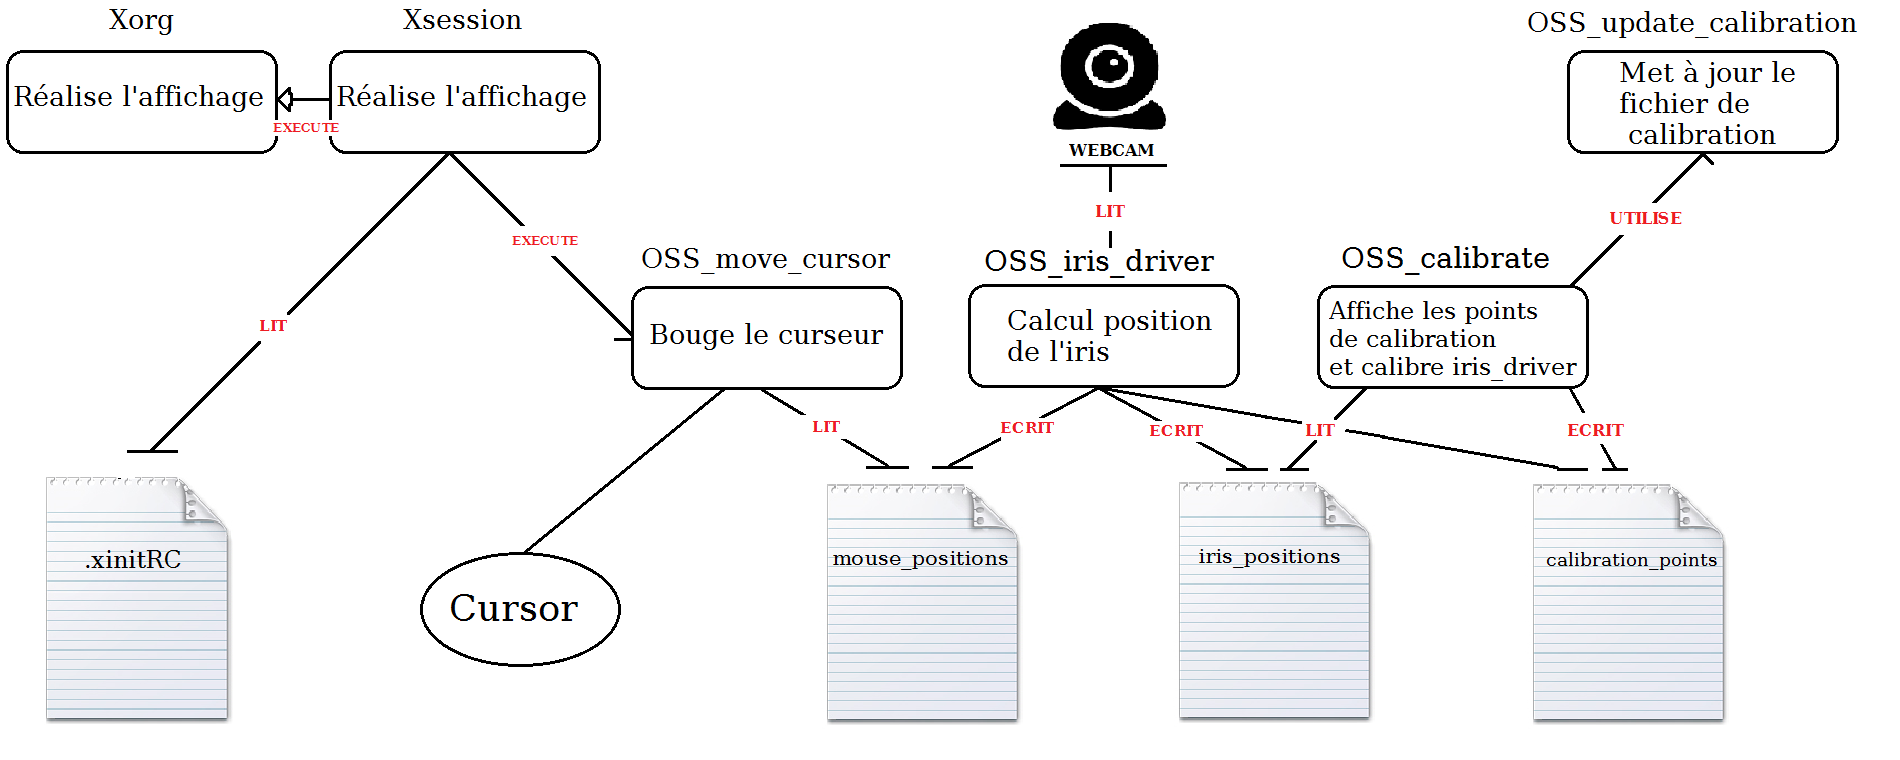 Xorg
Xsession
OSS_update_calibration
Réalise l'affichage
EXECUTE
Réalise l'affichage
WEBCAM
Met à jour le
fichier de
calibration
LIT
UTILISE
EXECUTE
OSS_move_cursor
OSS_iris_driver
OSS_calibrate
LIT
Bouge le curseur
Calcul position
de l'iris
Affiche les points
de calibration
et calibre iris_driver
LIT
ECRIT
ECRIT
LIT
ECRIT
.xinitRC
mouse_positions
iris_positions
calibration_points
Cursor